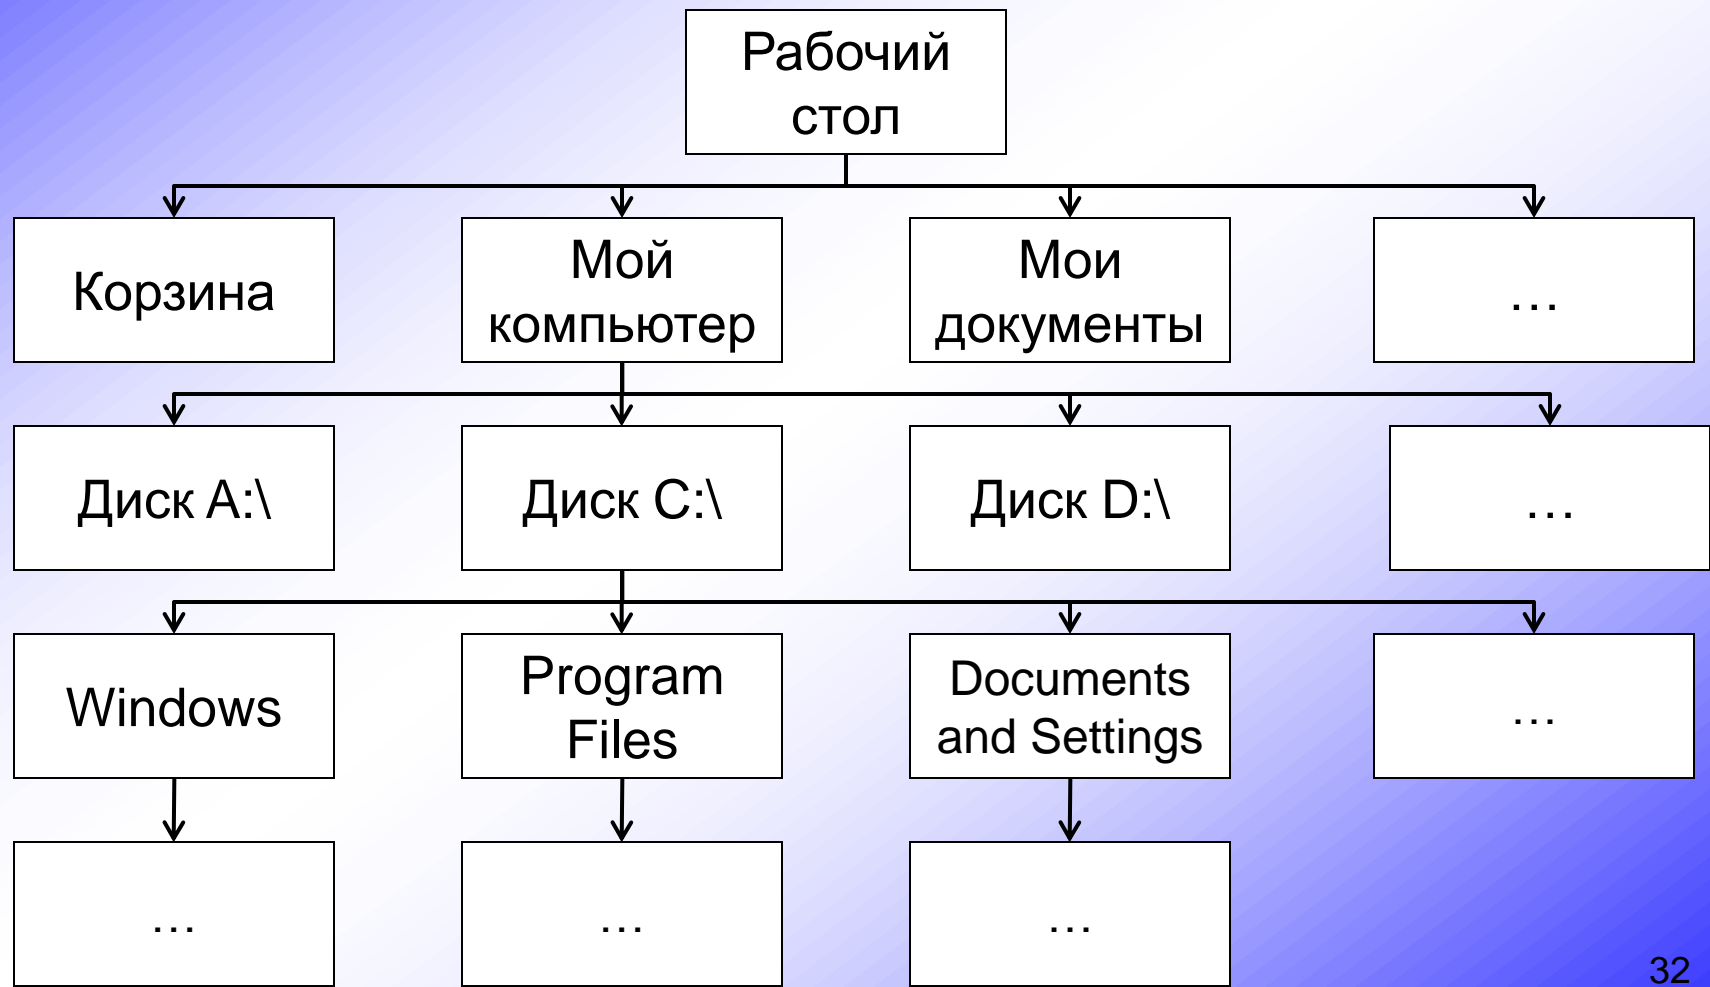 Рабочий
стол
Корзина
Мой
компьютер
Мои
документы
…
Диск A:\
Диск C:\
Диск D:\
…
Windows
Program
Files
Documents
and Settings
…
…
…
…
32